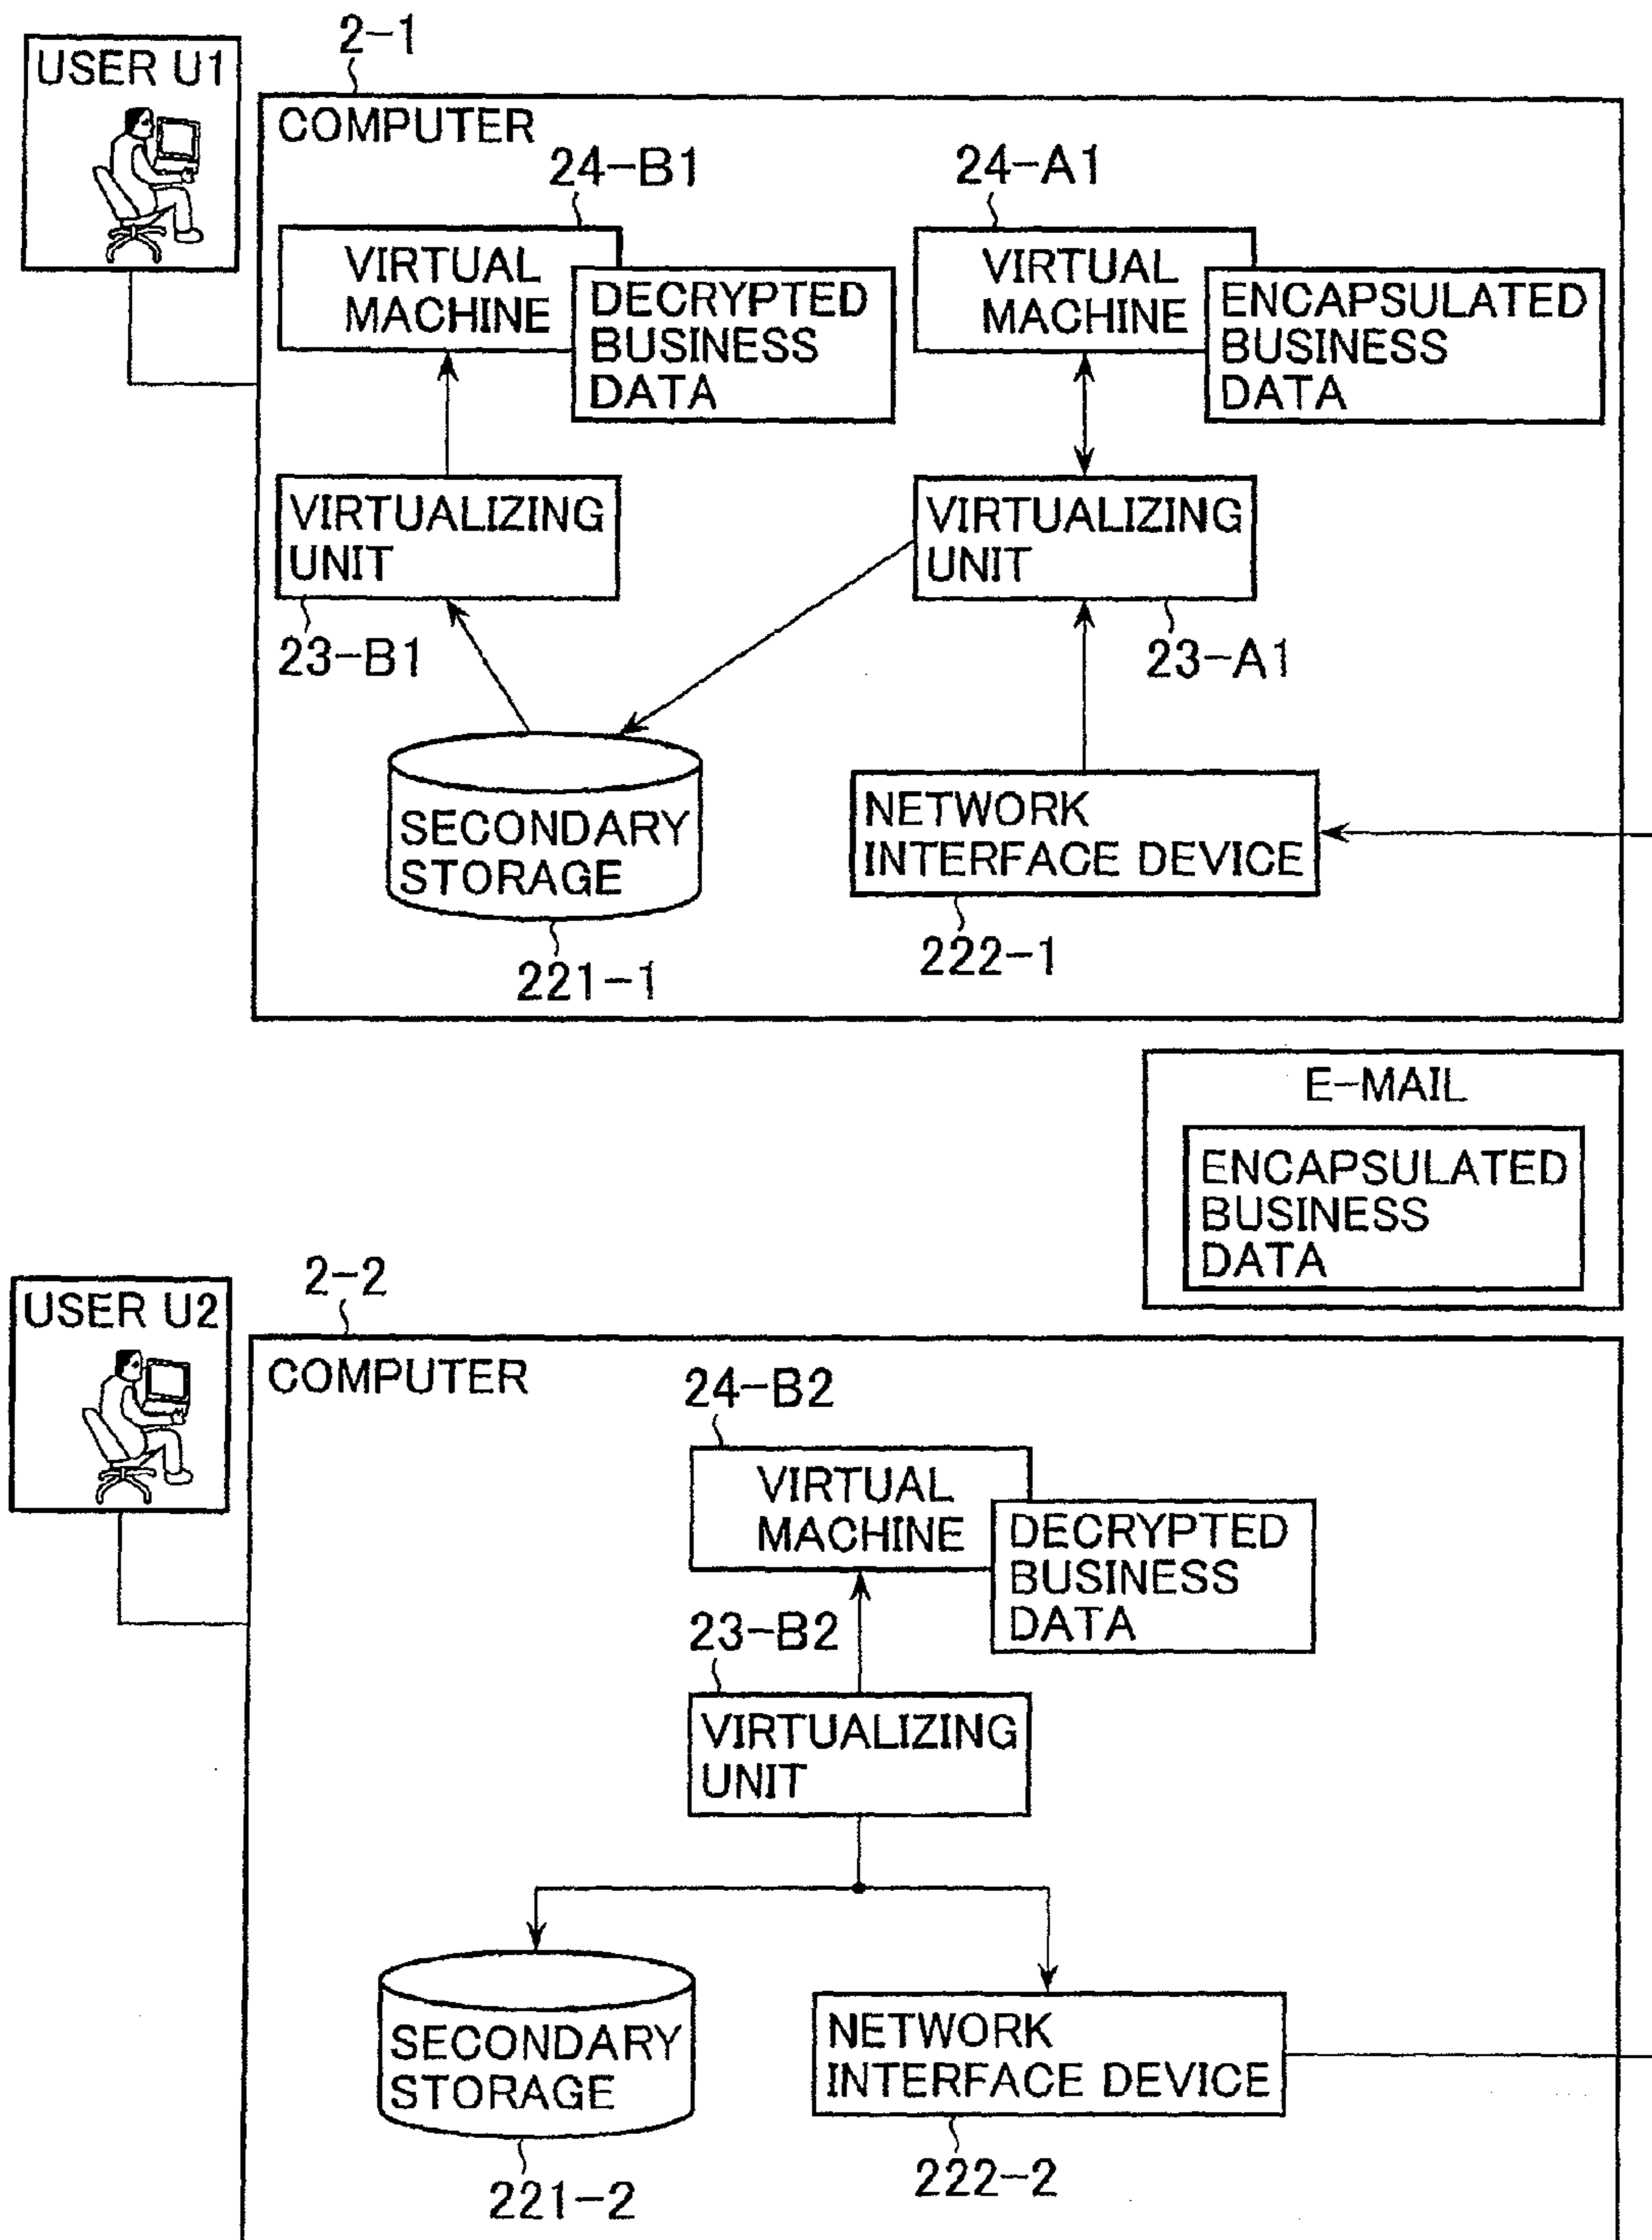 2-1
USER U1
COMPUTER
24-B1
24-A1
VIRTUAL
MACHINE
DECRYPTED
BUSINESS
DATA
VIRTUAL
MACHINE
ENCAPSULATED
BUSINESS
DATA
VIRTUALIZING
UNIT
VIRTUALIZING
UNIT
23-B1
23-A1
SECONDARY
STORAGE
NETWORK
INTERFACE DEVICE
221-1
222-1
E-MAIL
ENCAPSULATED
BUSINESS
DATA
2-2
USER U2
COMPUTER
24-B2
VIRTUAL
MACHINE
DECRYPTED
BUSINESS
DATA
23-B2
VIRTUALIZING
UNIT
SECONDARY
STORAGE
NETWORK
INTERFACE DEVICE
221-2
222-2